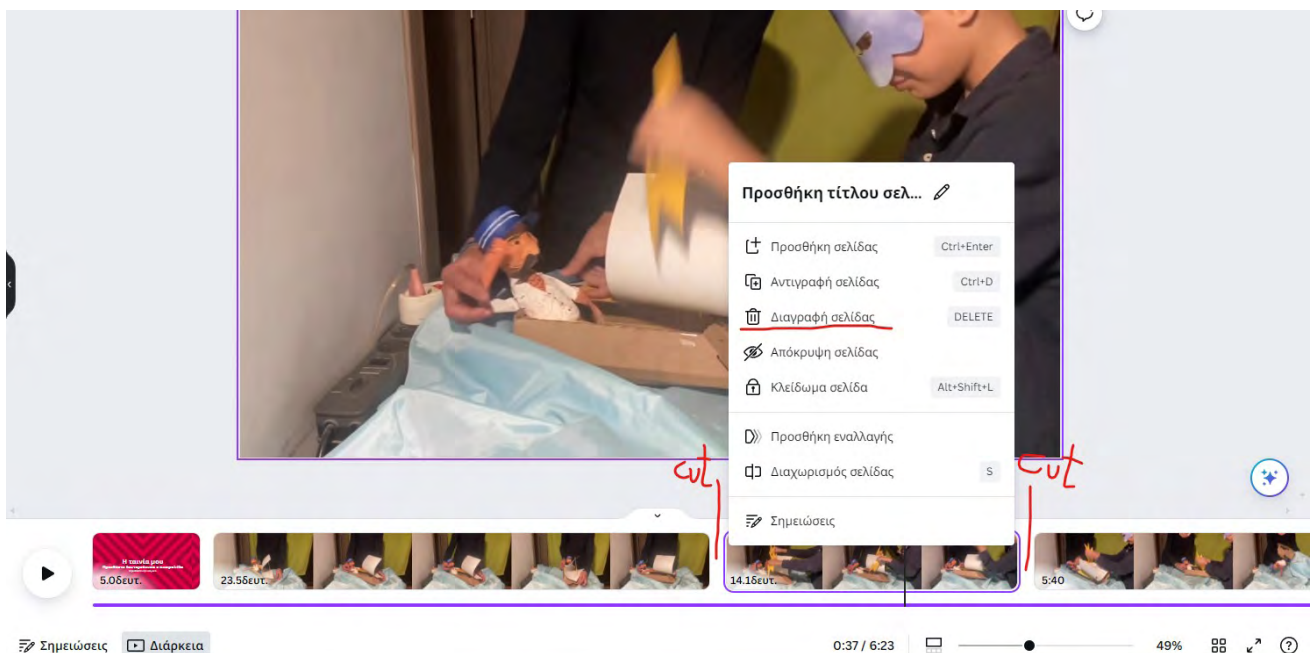 Προσθήκη τίτλου σελ...
Προσθήκη σελίδας Ctrl+Enter
Αντιγραφή σελίδας Ctrl+D
Διαγραφή σελίδας DELETE
Απόκρυψη σελίδας
Κλείδωμα σελίδα Alt+Shift+L
Προσθήκη εναλλαγής
Διαχωρισμός σελίδας S
Σημειώσεις
cut
cut
Η ταινία μου
5.0δευτ.
23.5δευτ.
14.1δευτ.
5:40
Σημειώσεις
Διάρκεια
0:37 / 6:23
49%